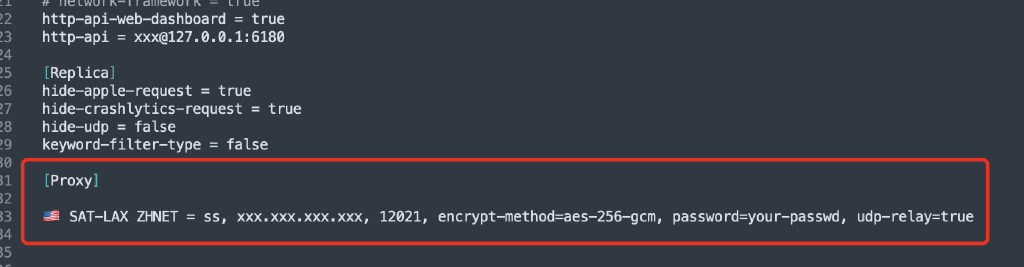 21 # network-framework = true
22 http-api-web-dashboard = true
23 http-api = xxx@127.0.0.1:6180
24
25 [Replica]
26 hide-apple-request = true
27 hide-crashlytics-request = true
28 hide-udp = false
29 keyword-filter-type = false
30
31 [Proxy]
32
33 🇺🇸 SAT-LAX ZHNET = ss, xxx.xxx.xxx.xxx, 12021, encrypt-method=aes-256-gcm, password=your-passwd, udp-relay=true
34
35